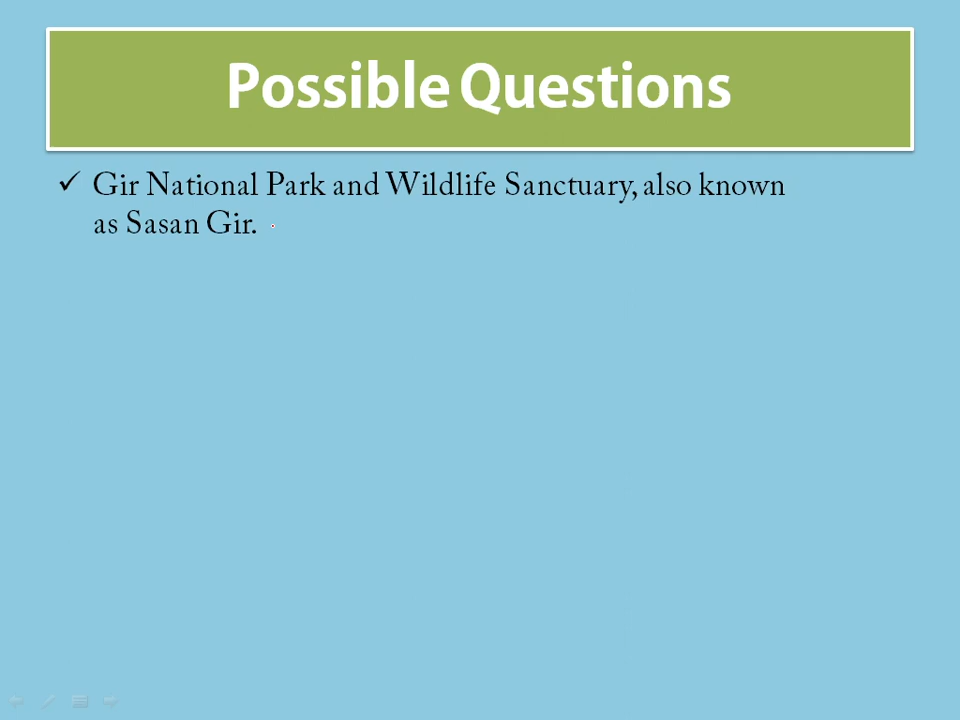 Possible Questions
✓ Gir National Park and Wildlife Sanctuary, also known
as Sasan Gir.